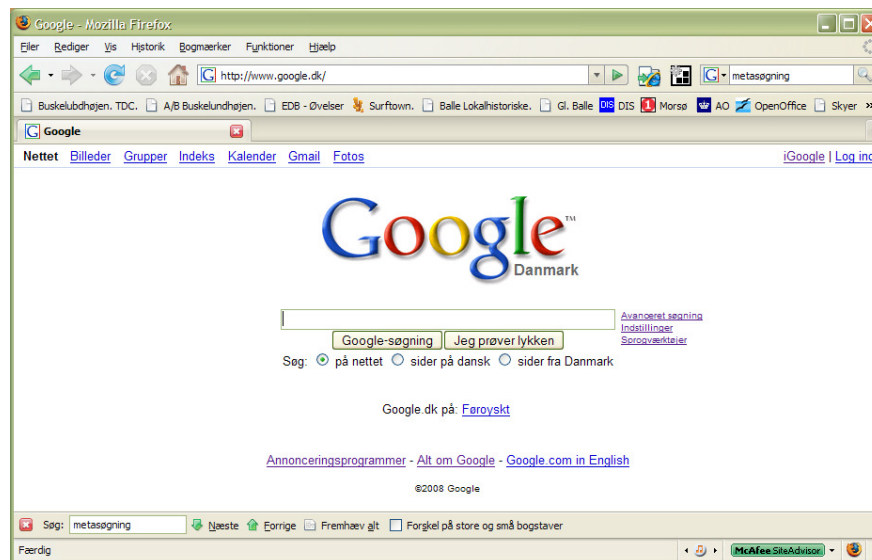 Google - Mozilla Firefox
Filer Rediger Vis Historik Bogmærker Funktioner Hjælp
G http://www.google.dk/ G metasøgning
Buskelubdhøjen. TDC. A/B Buskelundhøjen. EDB - Øvelser Surftown. Balle Lokalhistoriske. Gl. Balle DIS DIS 1 Morsø AO OpenOffice Skyer »
G Google
Nettet Billeder Grupper Indeks Kalender Gmail Fotos iGoogle | Log ind
Google™
Danmark
Avanceret søgning
Indstillinger
Sprogværktøjer
Google-søgning Jeg prøver lykken
Søg: på nettet sider på dansk sider fra Danmark
Google.dk på: Føroyskt
Annonceringsprogrammer - Alt om Google - Google.com in English
©2008 Google
Søg: metasøgning Næste Forrige Fremhæv alt Forskel på store og små bogstaver
Færdig McAfee SiteAdvisor